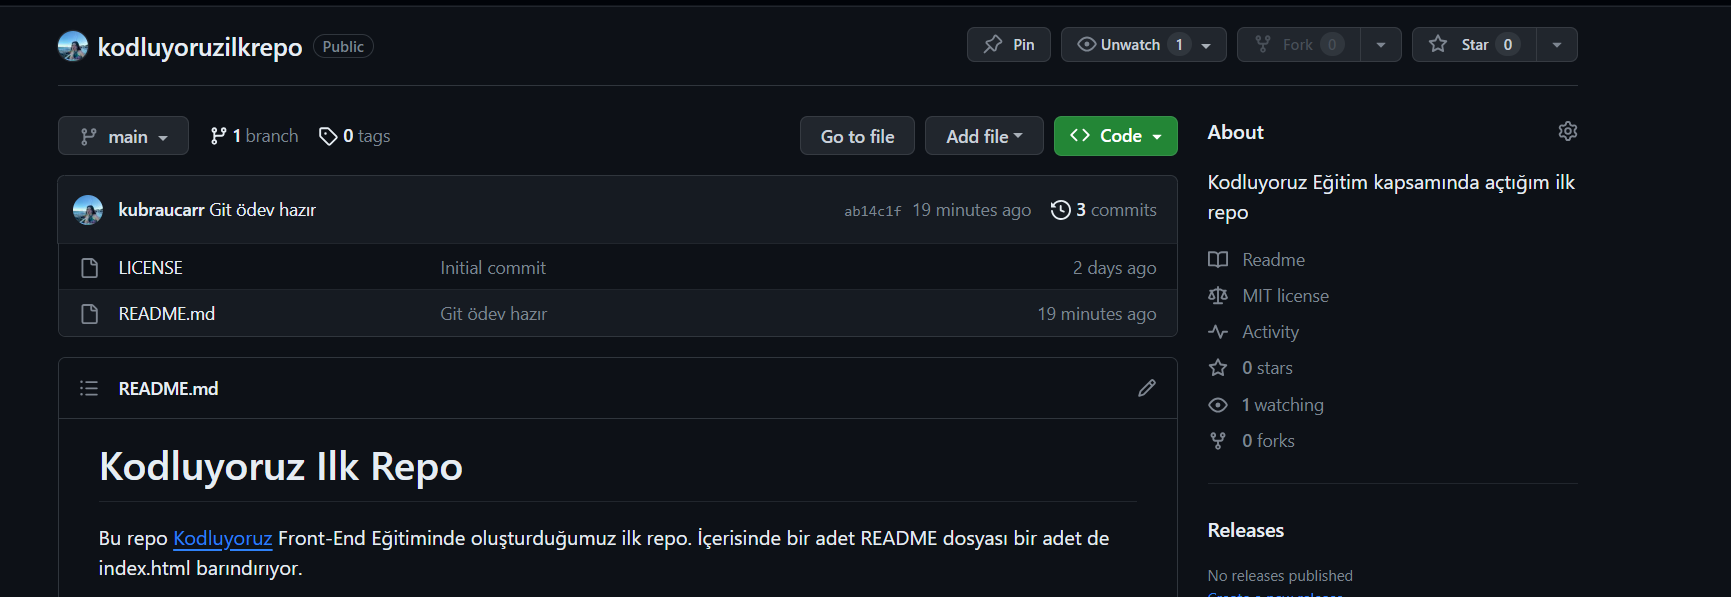 kodluyoruzilkrepo Public Pin Unwatch 1 Fork 0 Star 0
main 1 branch 0 tags Go to file Add file Code
kubraucarr Git ödev hazır ab14c1f 19 minutes ago 3 commits
LICENSE Initial commit 2 days ago
README.md Git ödev hazır 19 minutes ago
README.md
Kodluyoruz Ilk Repo
Bu repo Kodluyoruz Front-End Eğitiminde oluşturduğumuz ilk repo. İçerisinde bir adet README dosyası bir adet de
index.html barındırıyor.
About
Kodluyoruz Eğitim kapsamında açtığım ilk
repo
Readme
MIT license
Activity
0 stars
1 watching
0 forks
Releases
No releases published
Create a new release